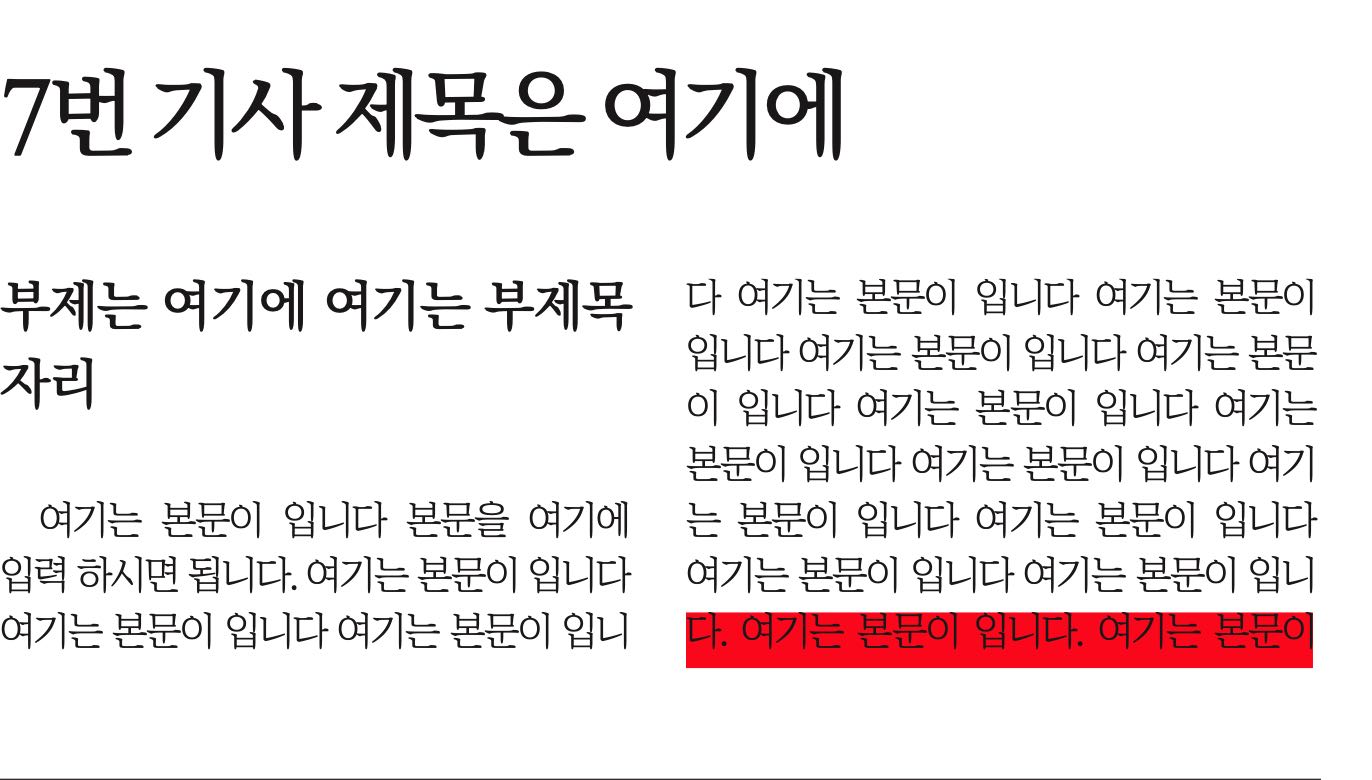 7번 기사 제목은 여기에
부제는 여기에 여기는 부제목
자리
여기는 본문이 입니다 본문을 여기에
입력 하시면 됩니다. 여기는 본문이 입니다
여기는 본문이 입니다 여기는 본문이 입니
다 여기는 본문이 입니다 여기는 본문이
입니다 여기는 본문이 입니다 여기는 본문
이 입니다 여기는 본문이 입니다 여기는
본문이 입니다 여기는 본문이 입니다 여기
는 본문이 입니다 여기는 본문이 입니다
여기는 본문이 입니다 여기는 본문이 입니
다. 여기는 본문이 입니다. 여기는 본문이